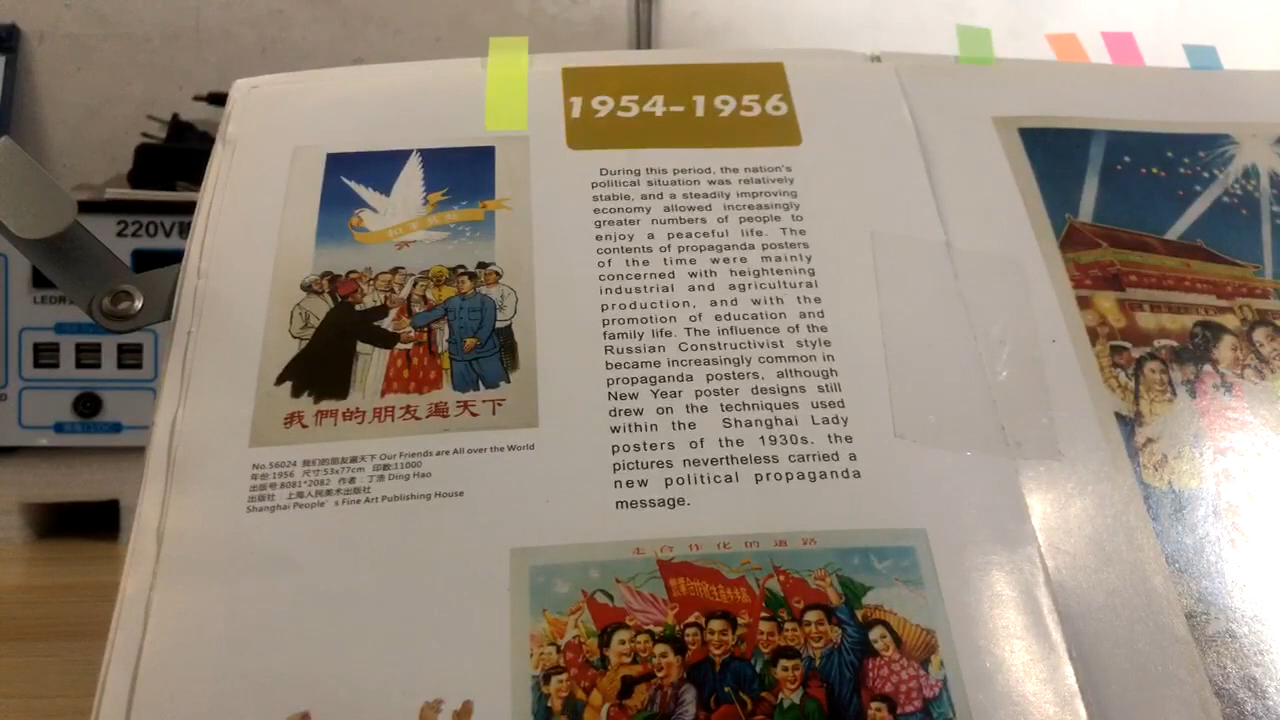 220V
LEDR
1954-1956
During this period, the nation's
political situation was relatively
stable, and a steadily improving
economy allowed increasingly
greater numbers of people to
enjoy a peaceful life. The
contents of propaganda posters
of the time were mainly
concerned with heightening
industrial and agricultural
production, and with the
promotion of education and
family life. The influence of the
Russian Constructivist style
became increasingly common in
propaganda posters, although
New Year poster designs still
drew on the techniques used
within the Shanghai Lady
posters of the 1930s. the
pictures nevertheless carried a
new political propaganda
message.
我們的朋友遍天下
No.56024 我们的朋友遍天下 Our Friends are All over the World
年份:1956 尺寸:53x77cm 印数:11000
出版号:8081*2082 作者：丁浩 Ding Hao
出版社：上海人民美术出版社
Shanghai People's Fine Art Publishing House
走合作化的道路